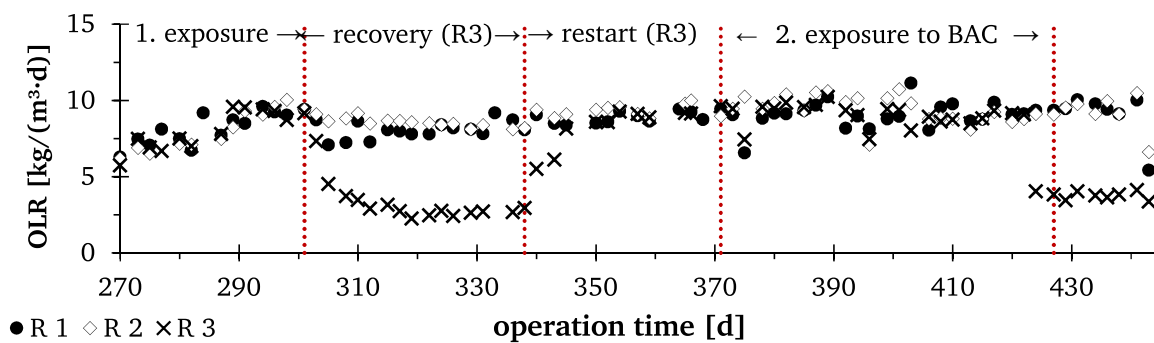 15
1. exposure → ← recovery (R3) → → restart (R3) ← 2. exposure to BAC →
10
5
0
OLR [kg/(m³·d)]
270 290 310 330 350 370 390 410 430
operation time [d]
● R 1 ◇ R 2 × R 3